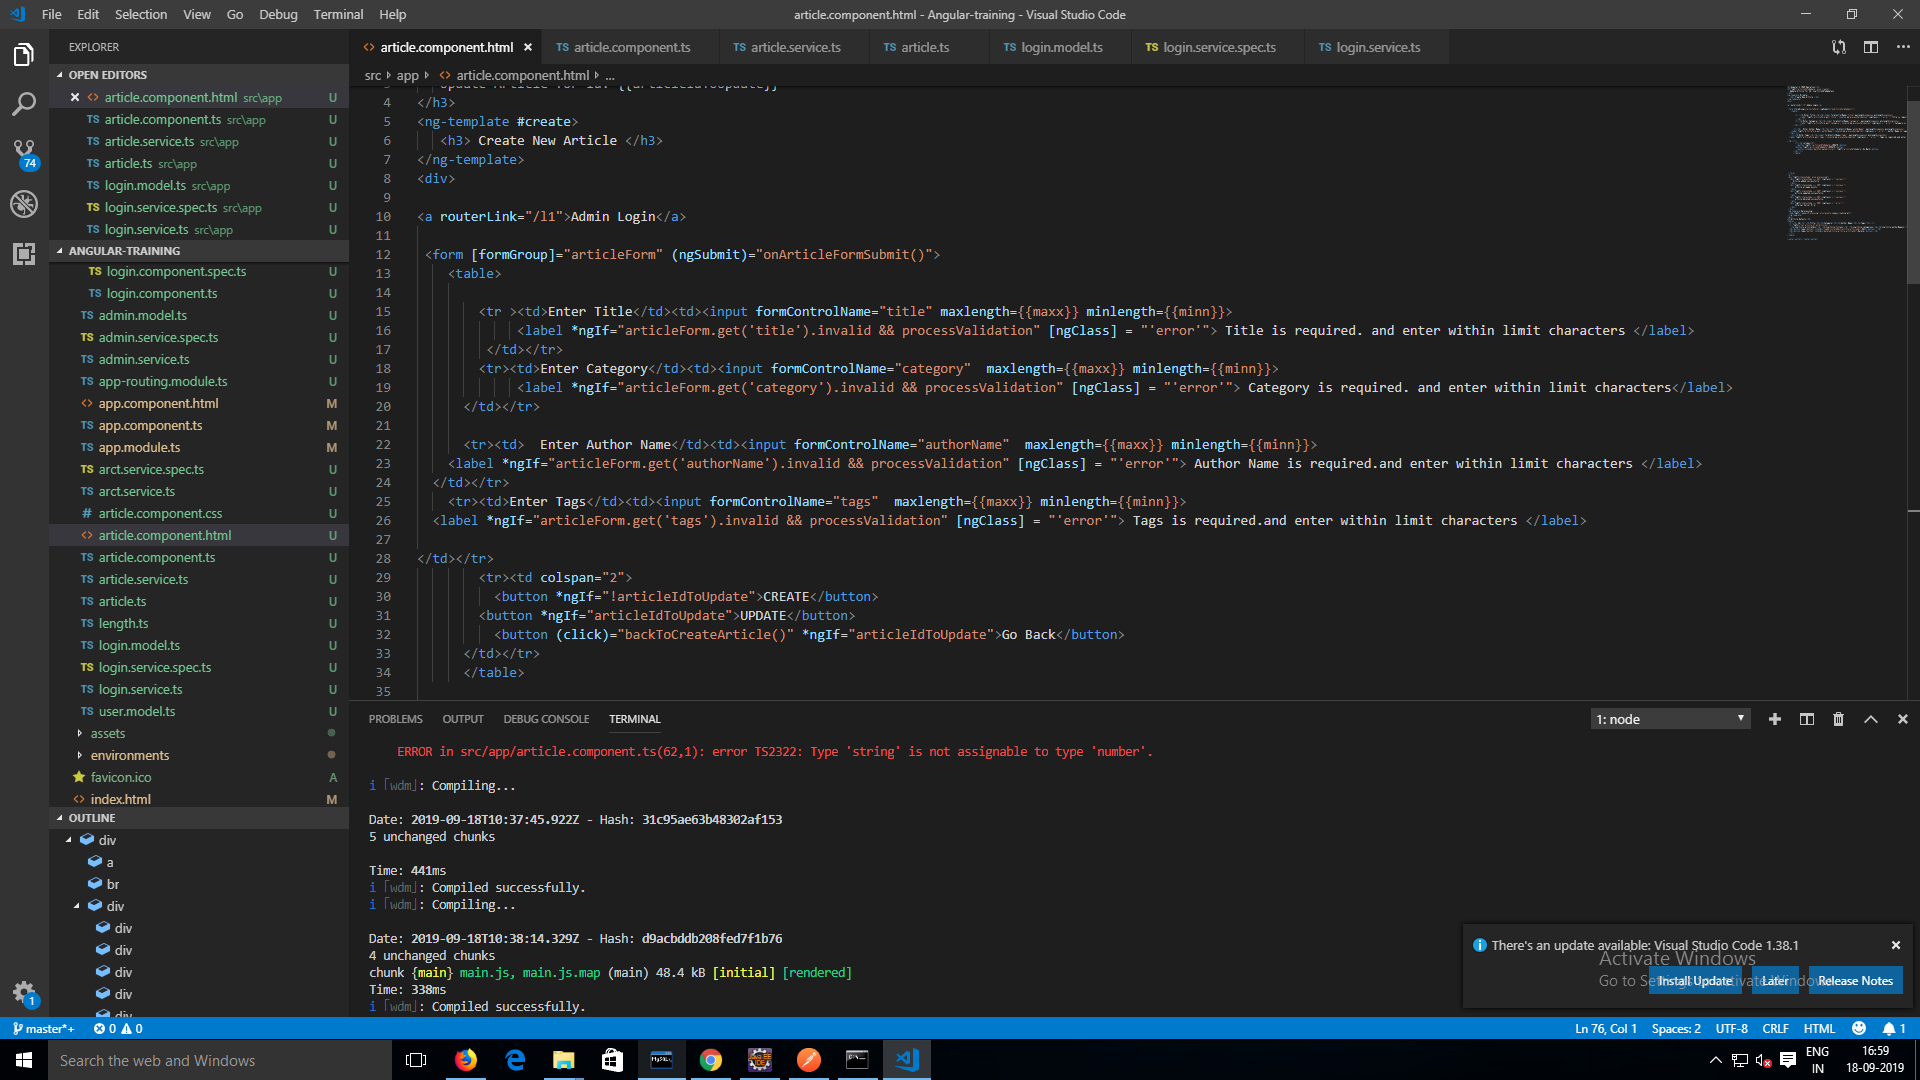 File Edit Selection View Go Debug Terminal Help
article.component.html - Angular-training - Visual Studio Code
EXPLORER
OPEN EDITORS
article.component.html src\app U
article.component.ts src\app U
article.service.ts src\app U
article.ts src\app U
login.model.ts src\app U
login.service.spec.ts src\app U
login.service.ts src\app U
ANGULAR-TRAINING
login.component.spec.ts U
login.component.ts U
admin.model.ts U
admin.service.spec.ts U
admin.service.ts U
app-routing.module.ts U
app.component.html M
app.component.ts M
app.module.ts M
arct.service.spec.ts U
arct.service.ts U
article.component.css U
article.component.html U
article.component.ts U
article.service.ts U
article.ts U
length.ts U
login.model.ts U
login.service.spec.ts U
login.service.ts U
user.model.ts U
assets
environments
favicon.ico A
index.html M
OUTLINE
div
a
br
div
div
div
div
div
div
74
1
article.component.html article.component.ts article.service.ts article.ts login.model.ts login.service.spec.ts login.service.ts
src app article.component.html ...
4 </h3>
5 <ng-template #create>
6 <h3> Create New Article </h3>
7 </ng-template>
8 <div>
9
10 <a routerLink="/l1">Admin Login</a>
11
12 <form [formGroup]="articleForm" (ngSubmit)="onArticleFormSubmit()">
13 <table>
14
15 <tr ><td>Enter Title</td><td><input formControlName="title" maxlength={{maxx}} minlength={{minn}}>
16 <label *ngIf="articleForm.get('title').invalid && processValidation" [ngClass] = "'error'"> Title is required. and enter within limit characters </label>
17 </td></tr>
18 <tr><td>Enter Category</td><td><input formControlName="category" maxlength={{maxx}} minlength={{minn}}>
19 <label *ngIf="articleForm.get('category').invalid && processValidation" [ngClass] = "'error'"> Category is required. and enter within limit characters</label>
20 </td></tr>
21
22 <tr><td> Enter Author Name</td><td><input formControlName="authorName" maxlength={{maxx}} minlength={{minn}}>
23 <label *ngIf="articleForm.get('authorName').invalid && processValidation" [ngClass] = "'error'"> Author Name is required.and enter within limit characters </label>
24 </td></tr>
25 <tr><td>Enter Tags</td><td><input formControlName="tags" maxlength={{maxx}} minlength={{minn}}>
26 <label *ngIf="articleForm.get('tags').invalid && processValidation" [ngClass] = "'error'"> Tags is required.and enter within limit characters </label>
27
28 </td></tr>
29 <tr><td colspan="2">
30 <button *ngIf="!articleIdToUpdate">CREATE</button>
31 <button *ngIf="articleIdToUpdate">UPDATE</button>
32 <button (click)="backToCreateArticle()" *ngIf="articleIdToUpdate">Go Back</button>
33 </td></tr>
34 </table>
35
PROBLEMS OUTPUT DEBUG CONSOLE TERMINAL
1: node
ERROR in src/app/article.component.ts(62,1): error TS2322: Type 'string' is not assignable to type 'number'.
i ｢wdm｣: Compiling...
Date: 2019-09-18T10:37:45.922Z - Hash: 31c95ae63b48302af153
5 unchanged chunks
Time: 441ms
i ｢wdm｣: Compiled successfully.
i ｢wdm｣: Compiling...
Date: 2019-09-18T10:38:14.329Z - Hash: d9acbddb208fed7f1b76
4 unchanged chunks
chunk {main} main.js, main.js.map (main) 48.4 kB [initial] [rendered]
Time: 338ms
i ｢wdm｣: Compiled successfully.
There's an update available: Visual Studio Code 1.38.1
Install Update Later Release Notes
Activate Windows
master*+ 0 0
Ln 76, Col 1 Spaces: 2 UTF-8 CRLF HTML 1
Search the web and Windows
ENG
IN
16:59
18-09-2019